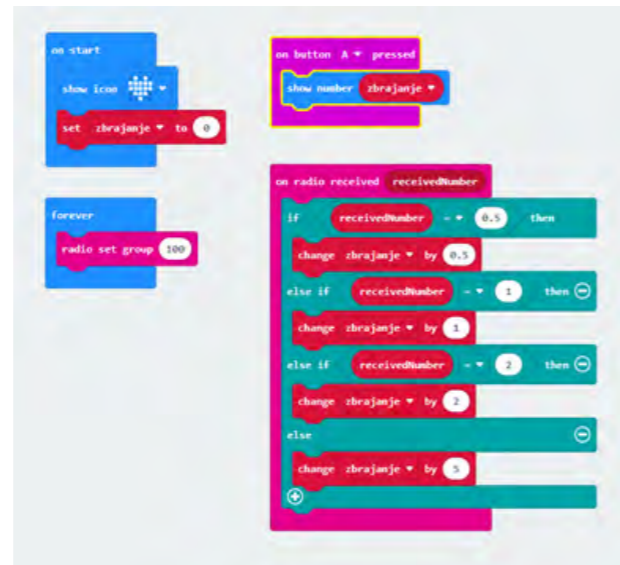 on start
show icon
set zbrajanje to 0
forever
radio set group 100
on button A pressed
show number zbrajanje
on radio received receivedNumber
if receivedNumber = 0.5 then
change zbrajanje by 0.5
else if receivedNumber = 1 then
change zbrajanje by 1
else if receivedNumber = 2 then
change zbrajanje by 2
else
change zbrajanje by 5